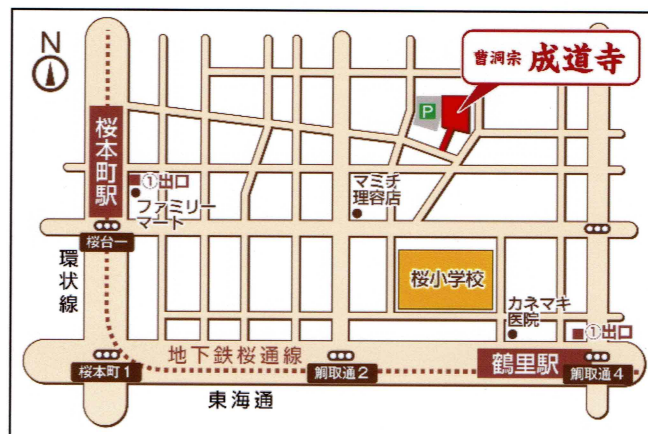 N
曹洞宗 成道寺
P
桜本町駅
①出口
ファミリー
マート
マミチ
理容店
桜台一
環状線
桜小学校
カネマキ
医院
①出口
地下鉄桜通線
鶴里駅
桜本町1
鯛取通2
鯛取通4
東海通